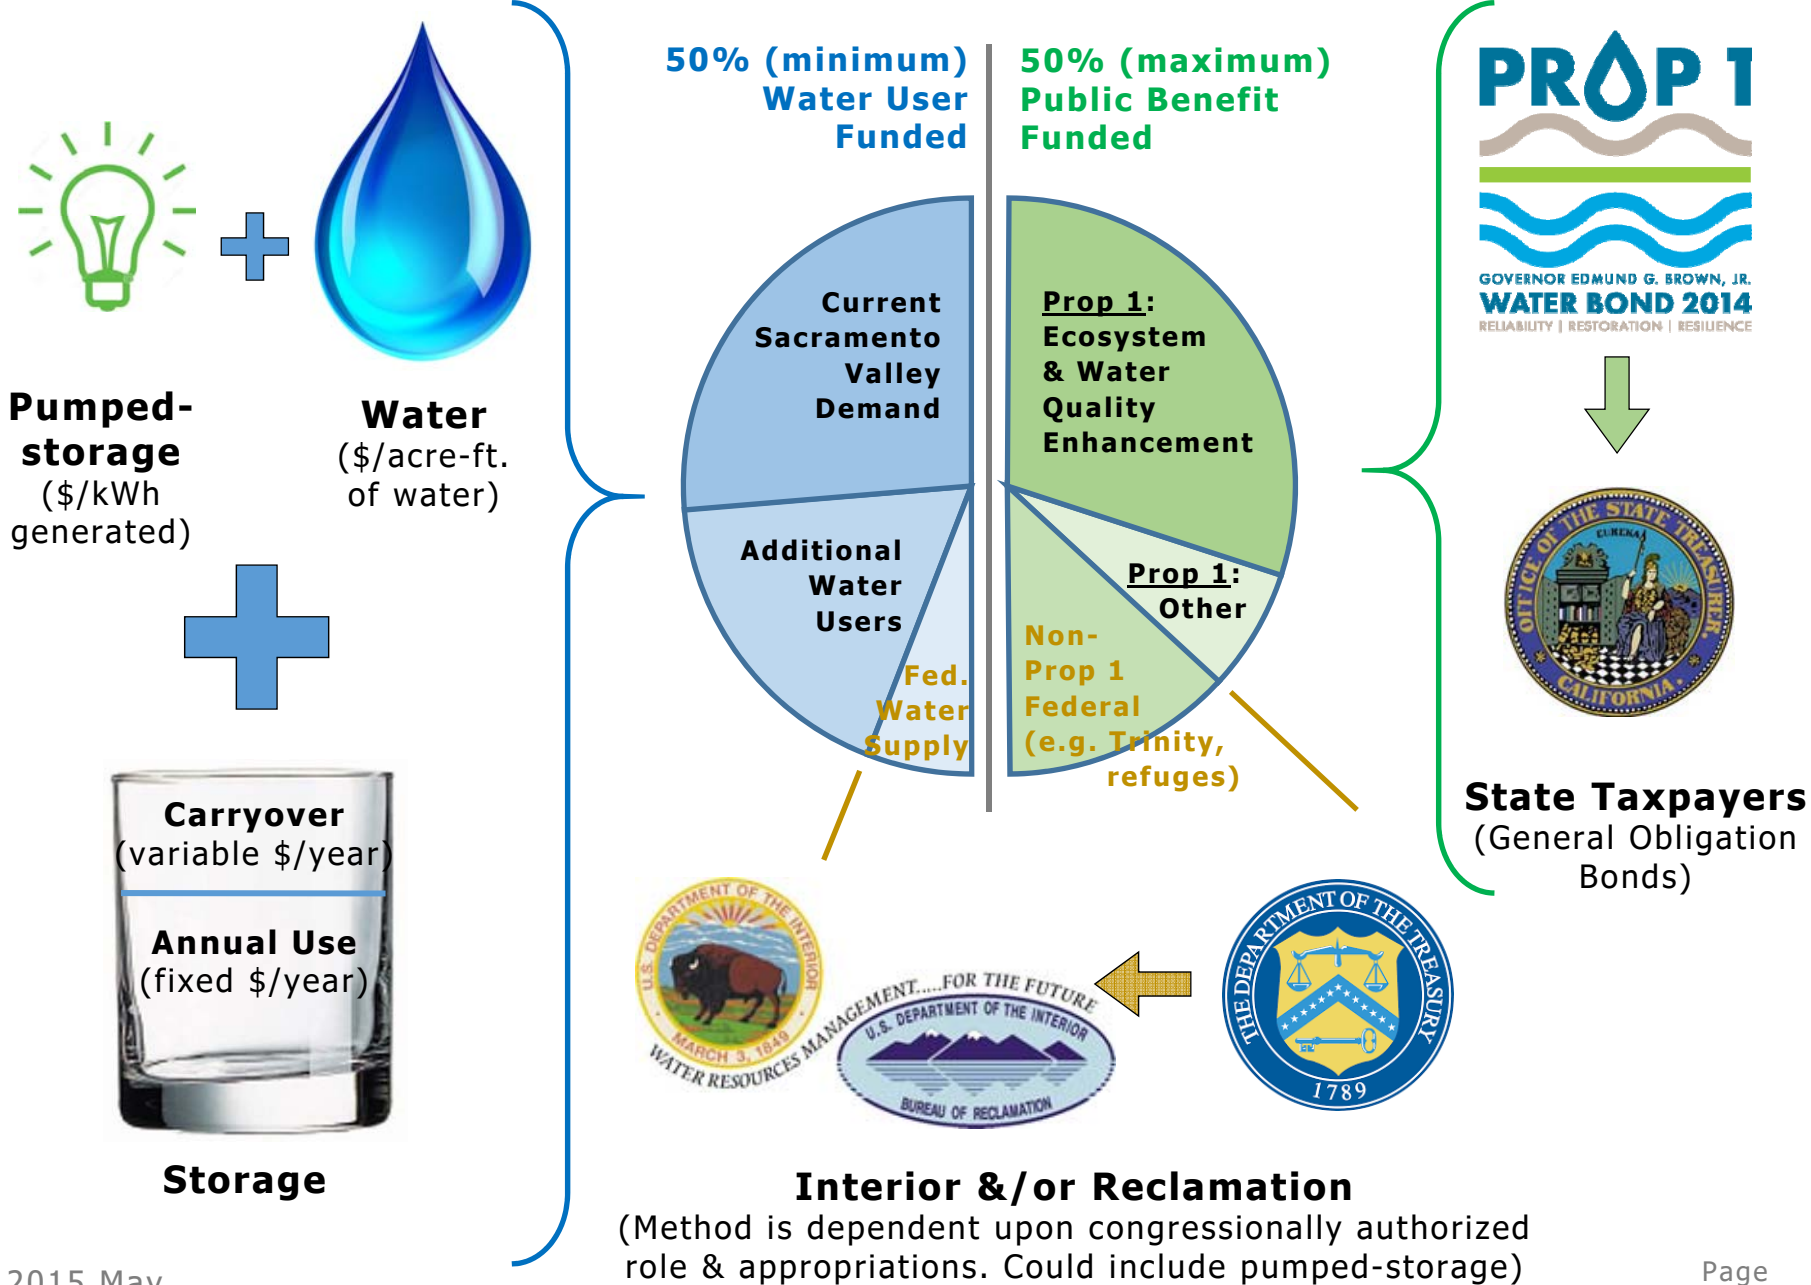 50% (minimum)
Water User
Funded
50% (maximum)
Public Benefit
Funded
PROP 1
GOVERNOR EDMUND G. BROWN, JR.
WATER BOND 2014
RELIABILITY | RESTORATION | RESILIENCE
Pumped-
storage
($/kWh
generated)
Water
($/acre-ft.
of water)
Current
Sacramento
Valley
Demand
Additional
Water
Users
Fed.
Water
Supply
Prop 1:
Ecosystem
& Water
Quality
Enhancement
Prop 1:
Other
Non-
Prop 1
Federal
(e.g. Trinity,
refuges)
OFFICE OF THE STATE TREASURER
EUREKA
CALIFORNIA
State Taxpayers
(General Obligation
Bonds)
Carryover
(variable $/year)
Annual Use
(fixed $/year)
Storage
U.S. DEPARTMENT OF THE INTERIOR
MARCH 3, 1849
WATER RESOURCES MANAGEMENT.....FOR THE FUTURE
U.S. DEPARTMENT OF THE INTERIOR
BUREAU OF RECLAMATION
THE DEPARTMENT OF THE TREASURY
1789
Interior &/or Reclamation
(Method is dependent upon congressionally authorized
role & appropriations. Could include pumped-storage)
2015 May
Page